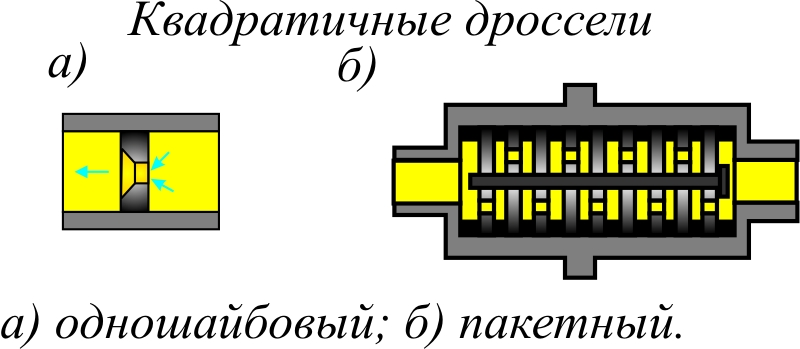 Квадратичные дроссели
а)
б)
а) одношайбовый; б) пакетный.